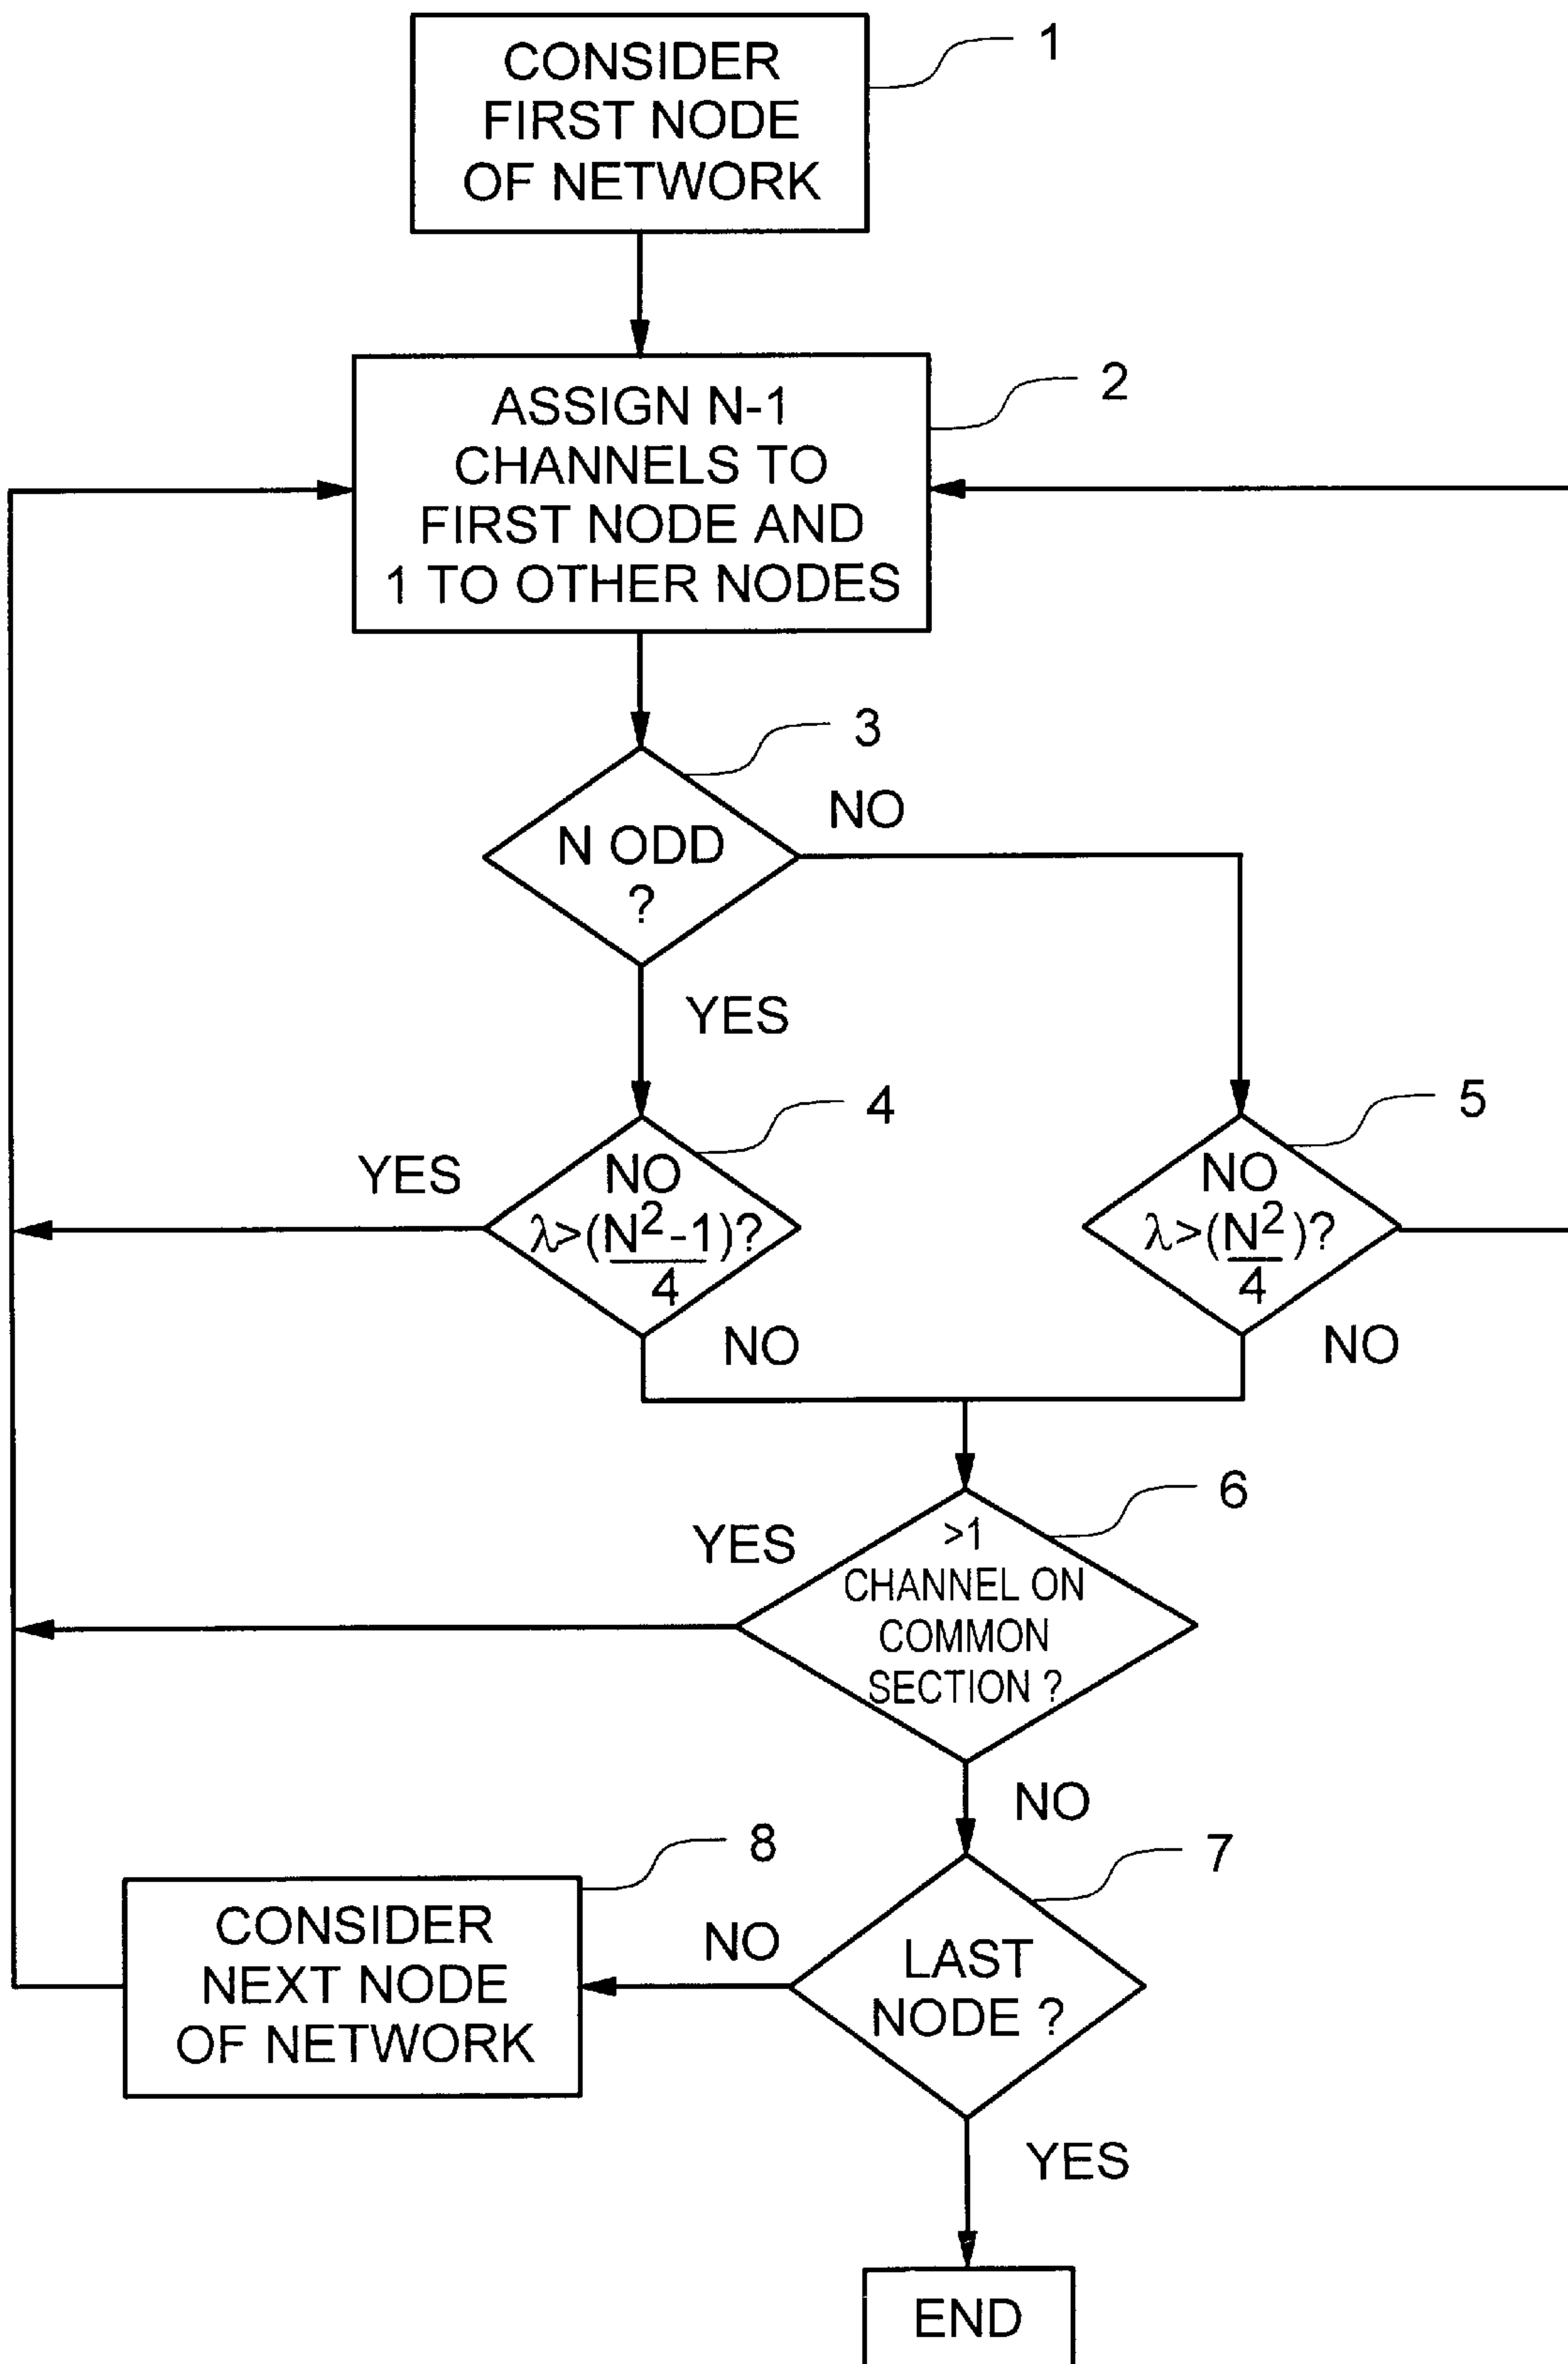 CONSIDER
FIRST NODE
OF NETWORK
1
ASSIGN N-1
CHANNELS TO
FIRST NODE AND
1 TO OTHER NODES
2
3
N ODD
?
NO
YES
4
YES
NO
λ>(N²-1)?
4
NO
5
NO
λ>(N²)?
4
NO
6
YES
>1
CHANNEL ON
COMMON
SECTION ?
NO
7
LAST
NODE ?
NO
8
CONSIDER
NEXT NODE
OF NETWORK
YES
END